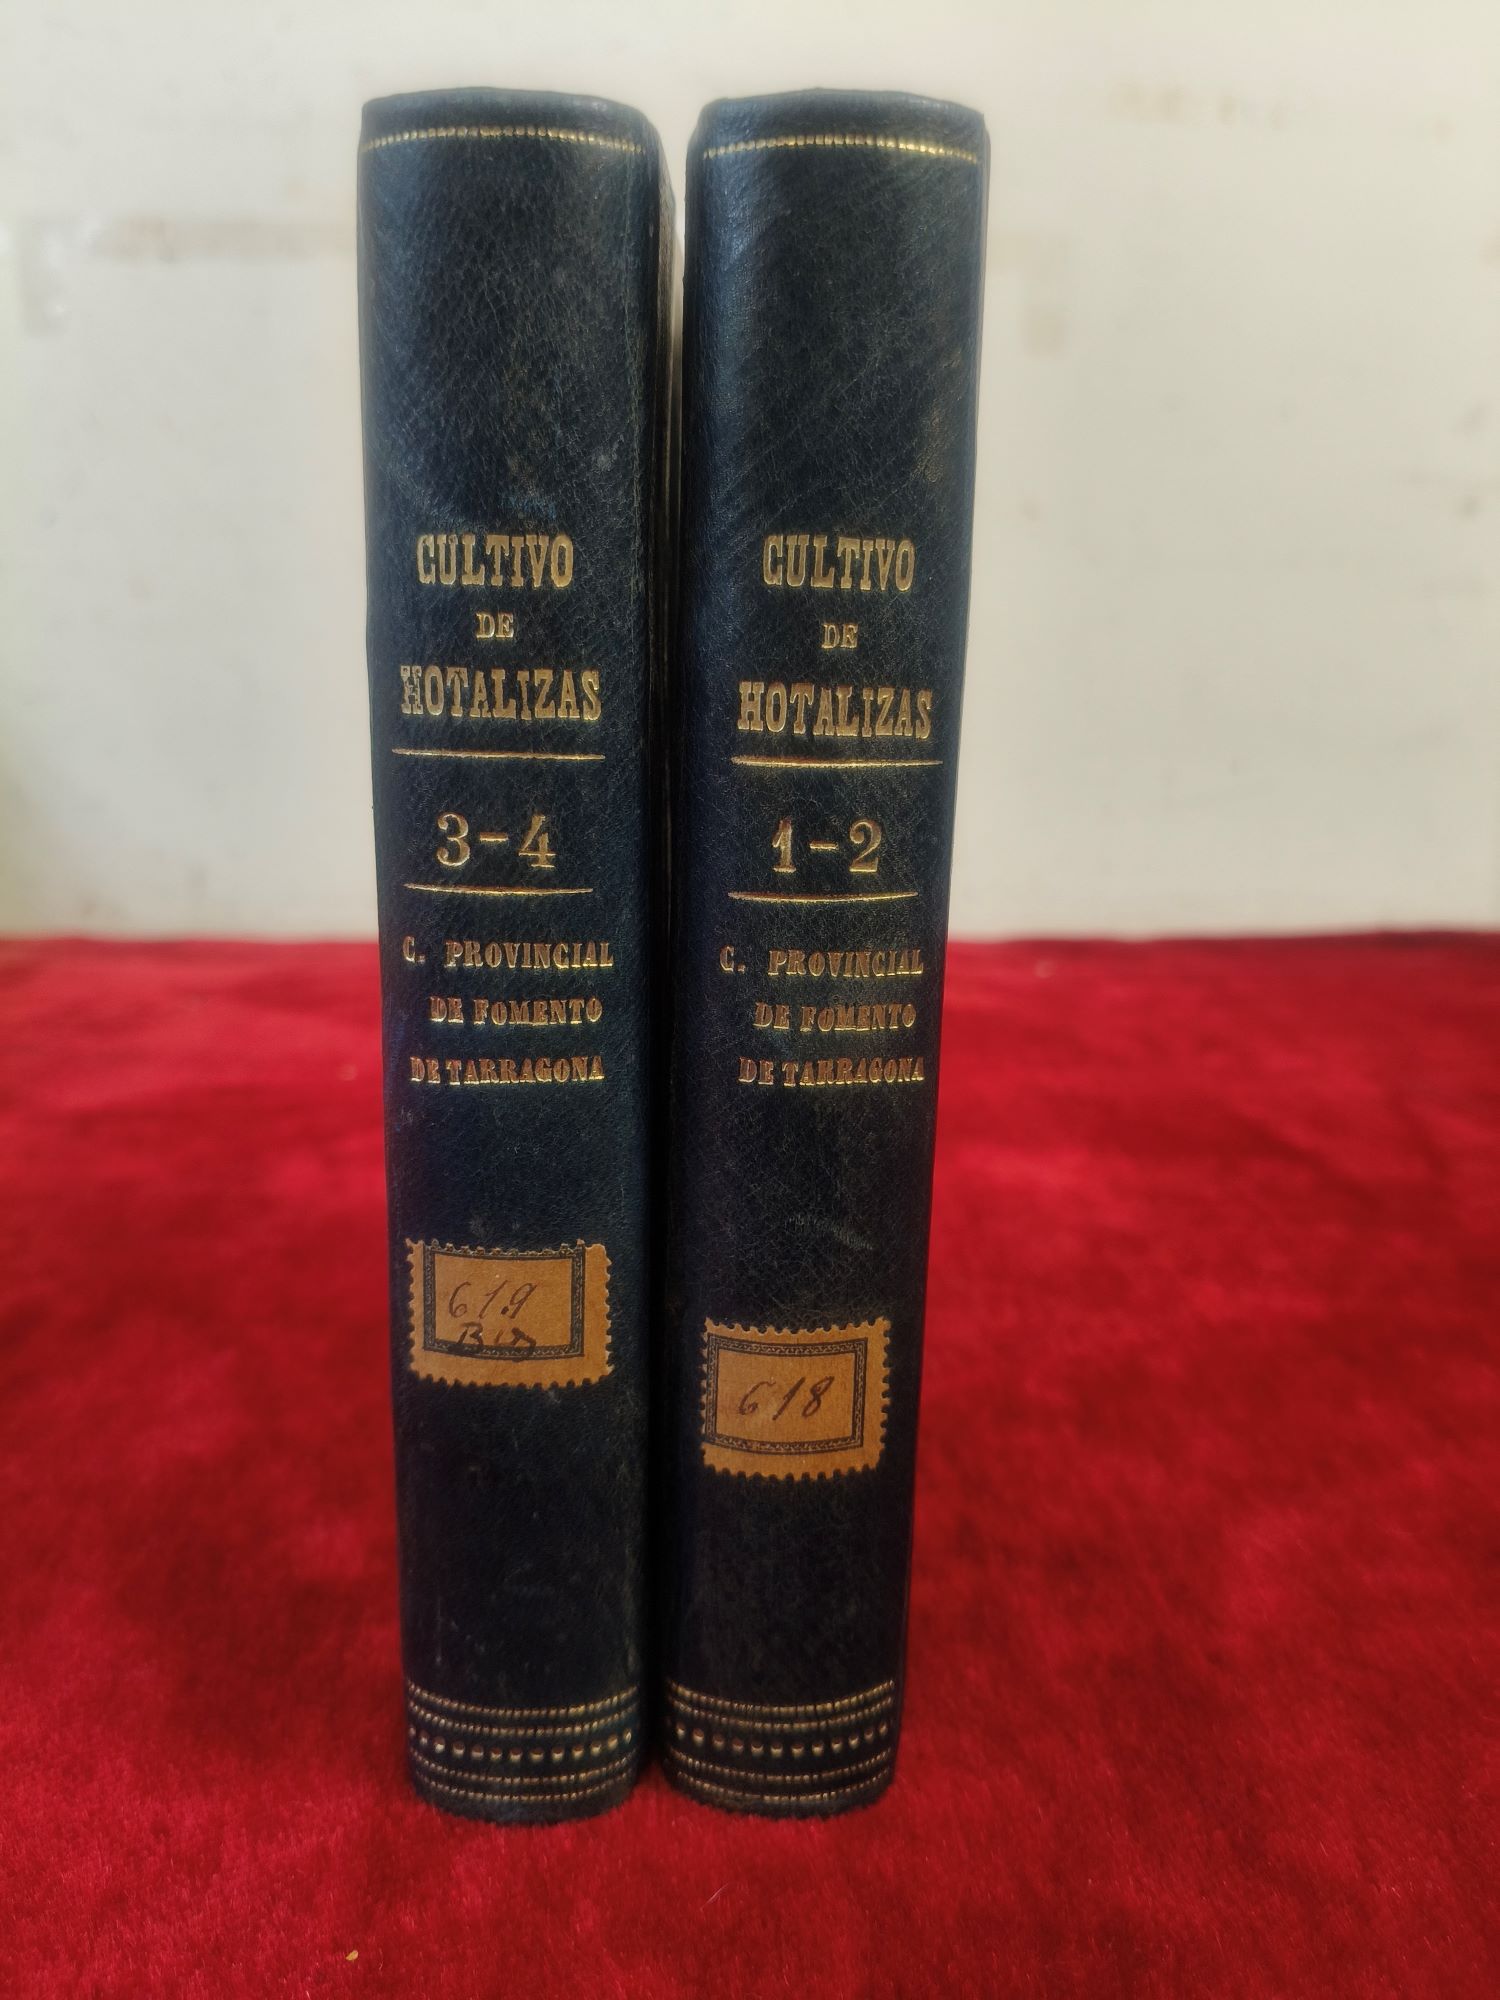 CULTIVO
DE
HOTALIZAS
3-4
C. PROVINCIAL
DE FOMENTO
DE TARRAGONA
619
Bis
CULTIVO
DE
HOTALIZAS
1-2
C. PROVINCIAL
DE FOMENTO
DE TARRAGONA
618